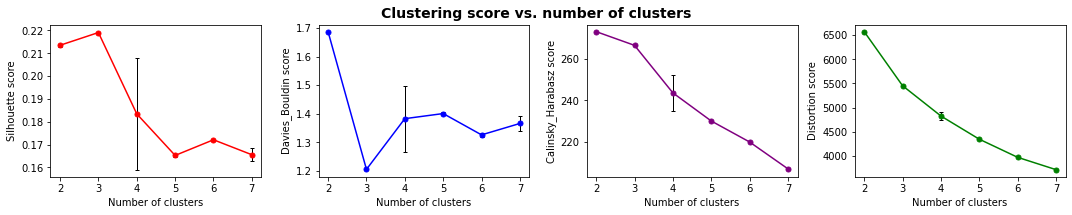 Clustering score vs. number of clusters
Silhouette score
0.22
0.21
0.20
0.19
0.18
0.17
0.16
2 3 4 5 6 7
Number of clusters
Davies_Bouldin score
1.7
1.6
1.5
1.4
1.3
1.2
2 3 4 5 6 7
Number of clusters
Calinsky_Harabasz score
260
240
220
2 3 4 5 6 7
Number of clusters
Distortion score
6500
6000
5500
5000
4500
4000
2 3 4 5 6 7
Number of clusters